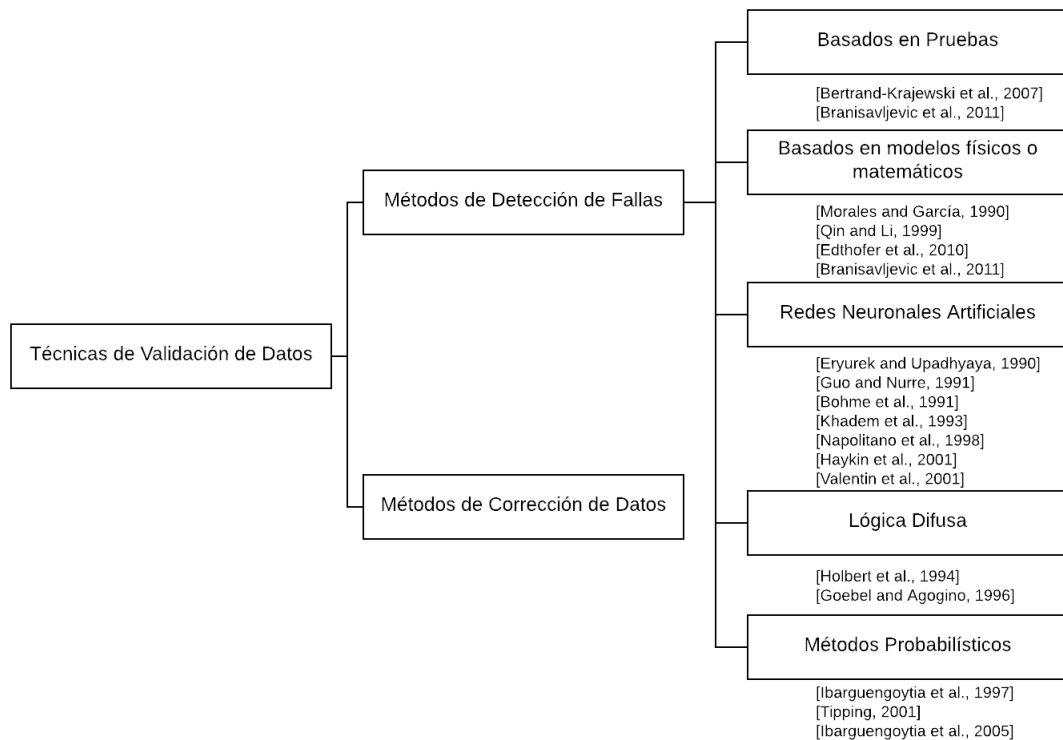 Técnicas de Validación de Datos
Métodos de Detección de Fallas
Métodos de Corrección de Datos
Basados en Pruebas
[Bertrand-Krajewski et al., 2007]
[Branisavljevic et al., 2011]
Basados en modelos físicos o
matemáticos
[Morales and García, 1990]
[Qin and Li, 1999]
[Edthofer et al., 2010]
[Branisavljevic et al., 2011]
Redes Neuronales Artificiales
[Eryurek and Upadhyaya, 1990]
[Guo and Nurre, 1991]
[Bohme et al., 1991]
[Khadem et al., 1993]
[Napolitano et al., 1998]
[Haykin et al., 2001]
[Valentin et al., 2001]
Lógica Difusa
[Holbert et al., 1994]
[Goebel and Agogino, 1996]
Métodos Probabilísticos
[Ibarguengoytia et al., 1997]
[Tipping, 2001]
[Ibarguengoytia et al., 2005]